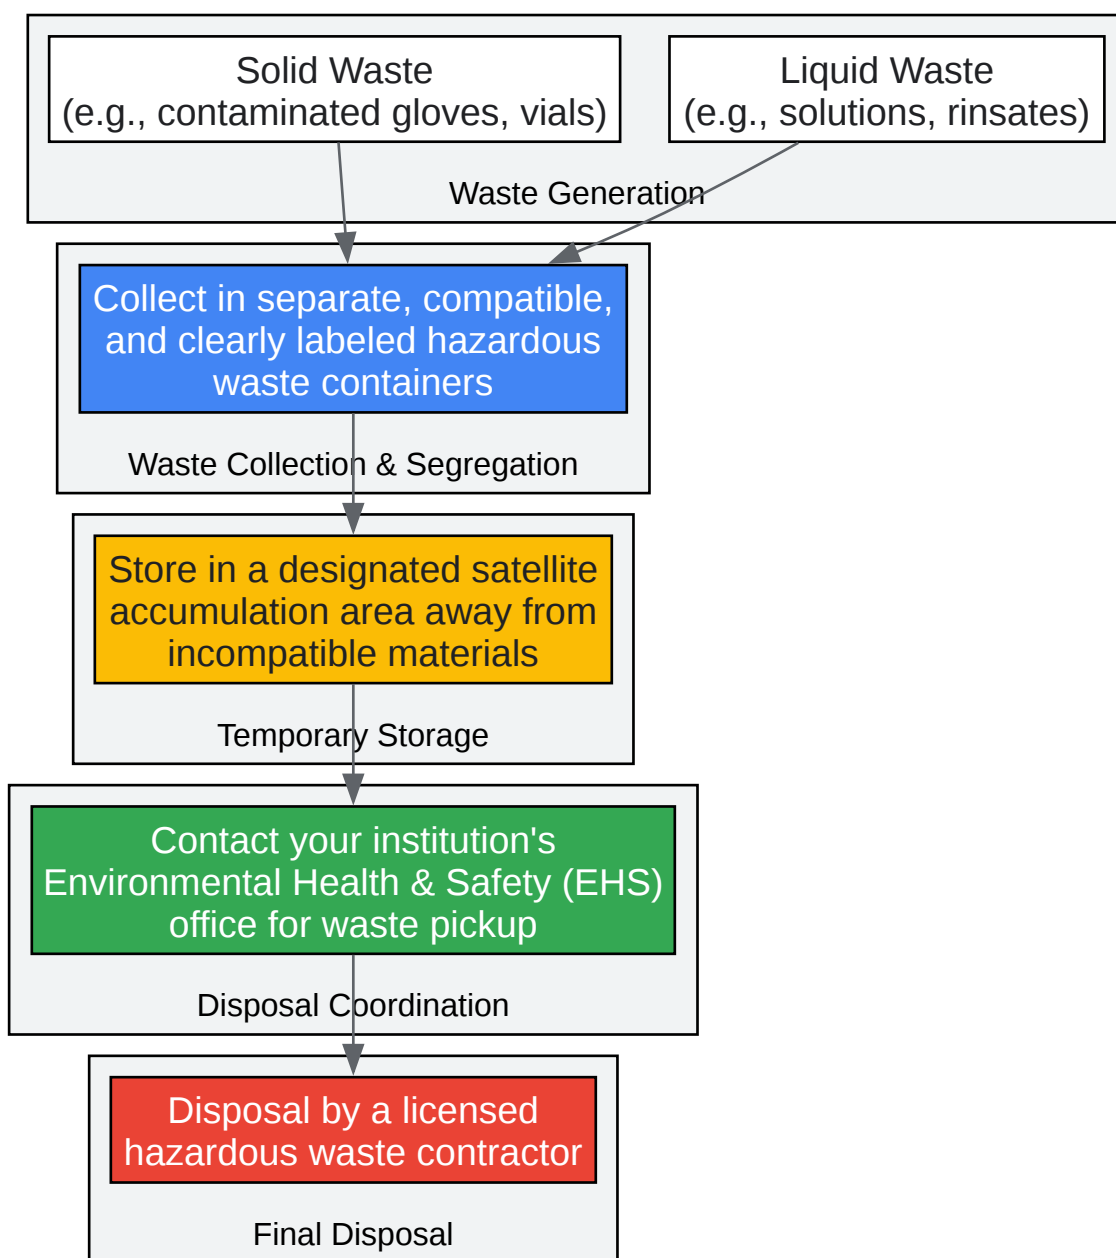 Solid Waste
(e.g., contaminated gloves, vials)
Liquid Waste
(e.g., solutions, rinsates)
Waste Generation
Collect in separate, compatible,
and clearly labeled hazardous
waste containers
Waste Collection & Segregation
Store in a designated satellite
accumulation area away from
incompatible materials
Temporary Storage
Contact your institution's
Environmental Health & Safety (EHS)
office for waste pickup
Disposal Coordination
Disposal by a licensed
hazardous waste contractor
Final Disposal